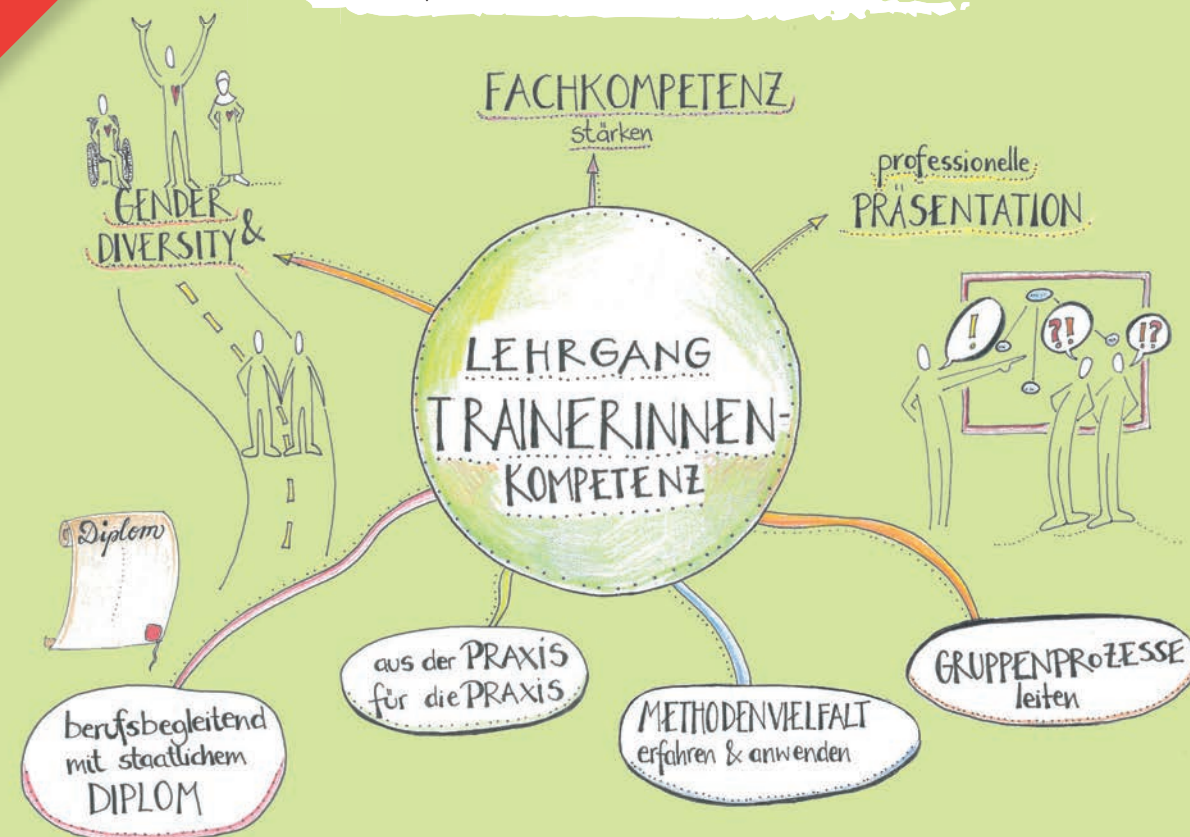 FACHKOMPETENZ
stärken
professionelle
PRÄSENTATION
GENDER
DIVERSITY &
!
?!
!?
LEHRGANG
TRAINERINNEN-
KOMPETENZ
Diplom
aus der PRAXIS
für die PRAXIS
GRUPPENPROZESSE
leiten
METHODENVIELFALT
erfahren & anwenden
berufsbegleitend
mit staatlichem
DIPLOM